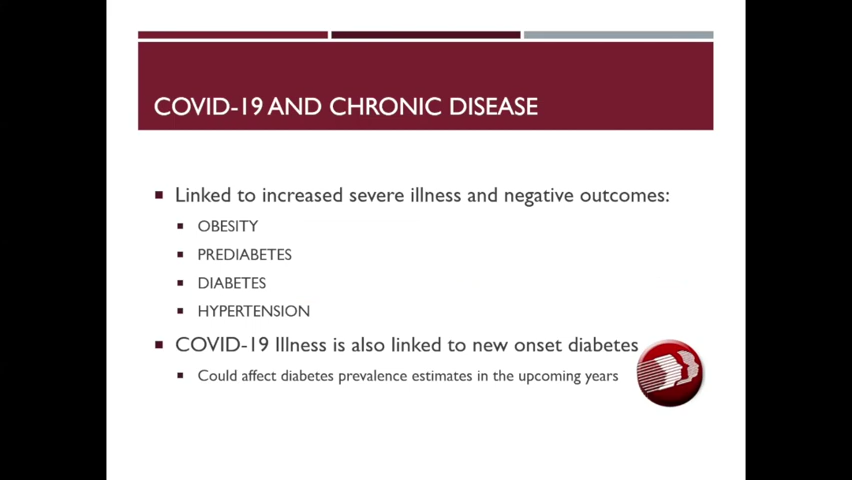 COVID-19 AND CHRONIC DISEASE
Linked to increased severe illness and negative outcomes:
OBESITY
PREDIABETES
DIABETES
HYPERTENSION
COVID-19 Illness is also linked to new onset diabetes
Could affect diabetes prevalence estimates in the upcoming years